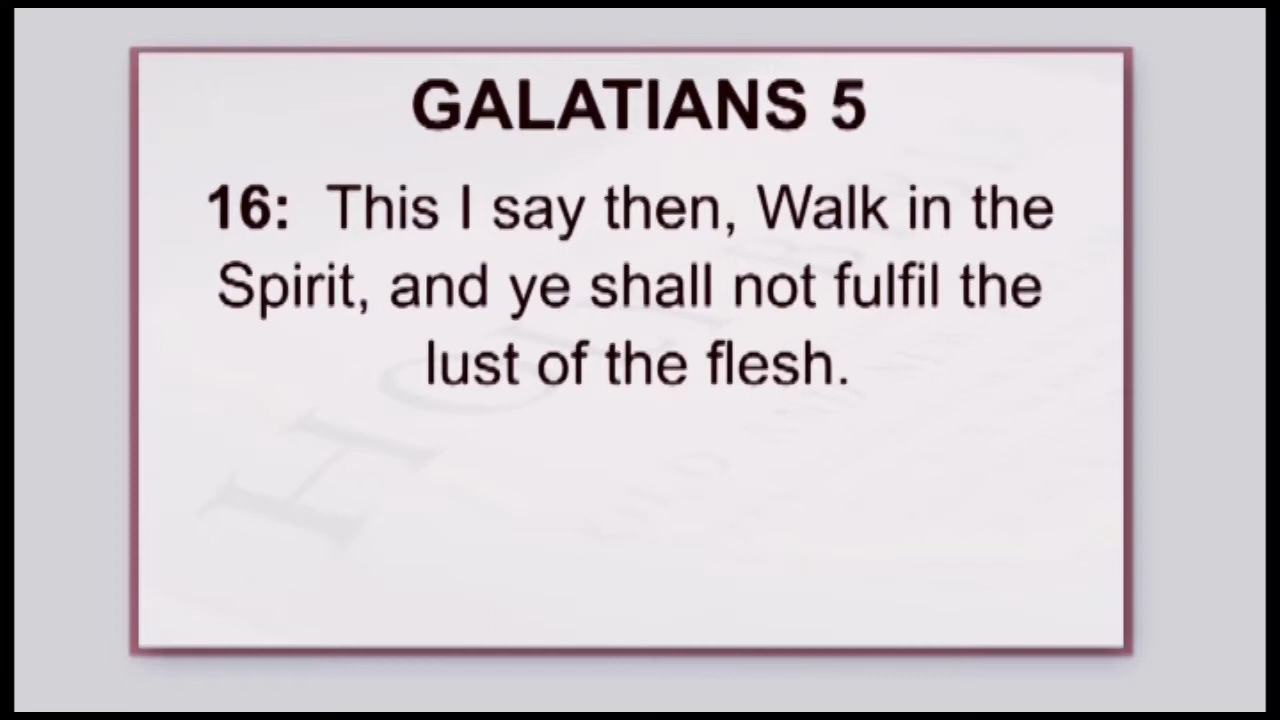 GALATIANS 5
16: This I say then, Walk in the
Spirit, and ye shall not fulfil the
lust of the flesh.